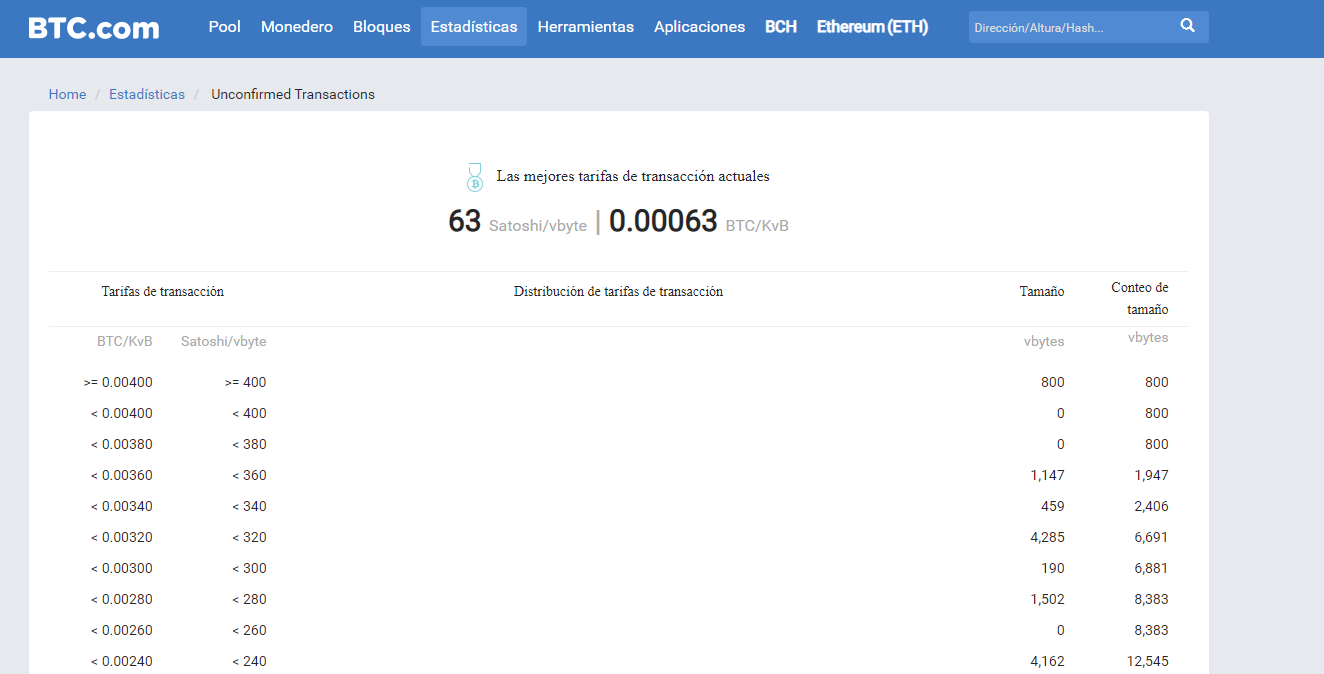 BTC.com Pool Monedero Bloques Estadísticas Herramientas Aplicaciones BCH Ethereum (ETH) Dirección/Altura/Hash...
Home / Estadísticas / Unconfirmed Transactions
Las mejores tarifas de transacción actuales
63 Satoshi/vbyte | 0.00063 BTC/KvB
Tarifas de transacción Distribución de tarifas de transacción Tamaño Conteo de tamaño
BTC/KvB Satoshi/vbyte vbytes vbytes
>= 0.00400 >= 400 800 800
< 0.00400 < 400 0 800
< 0.00380 < 380 0 800
< 0.00360 < 360 1,147 1,947
< 0.00340 < 340 459 2,406
< 0.00320 < 320 4,285 6,691
< 0.00300 < 300 190 6,881
< 0.00280 < 280 1,502 8,383
< 0.00260 < 260 0 8,383
< 0.00240 < 240 4,162 12,545